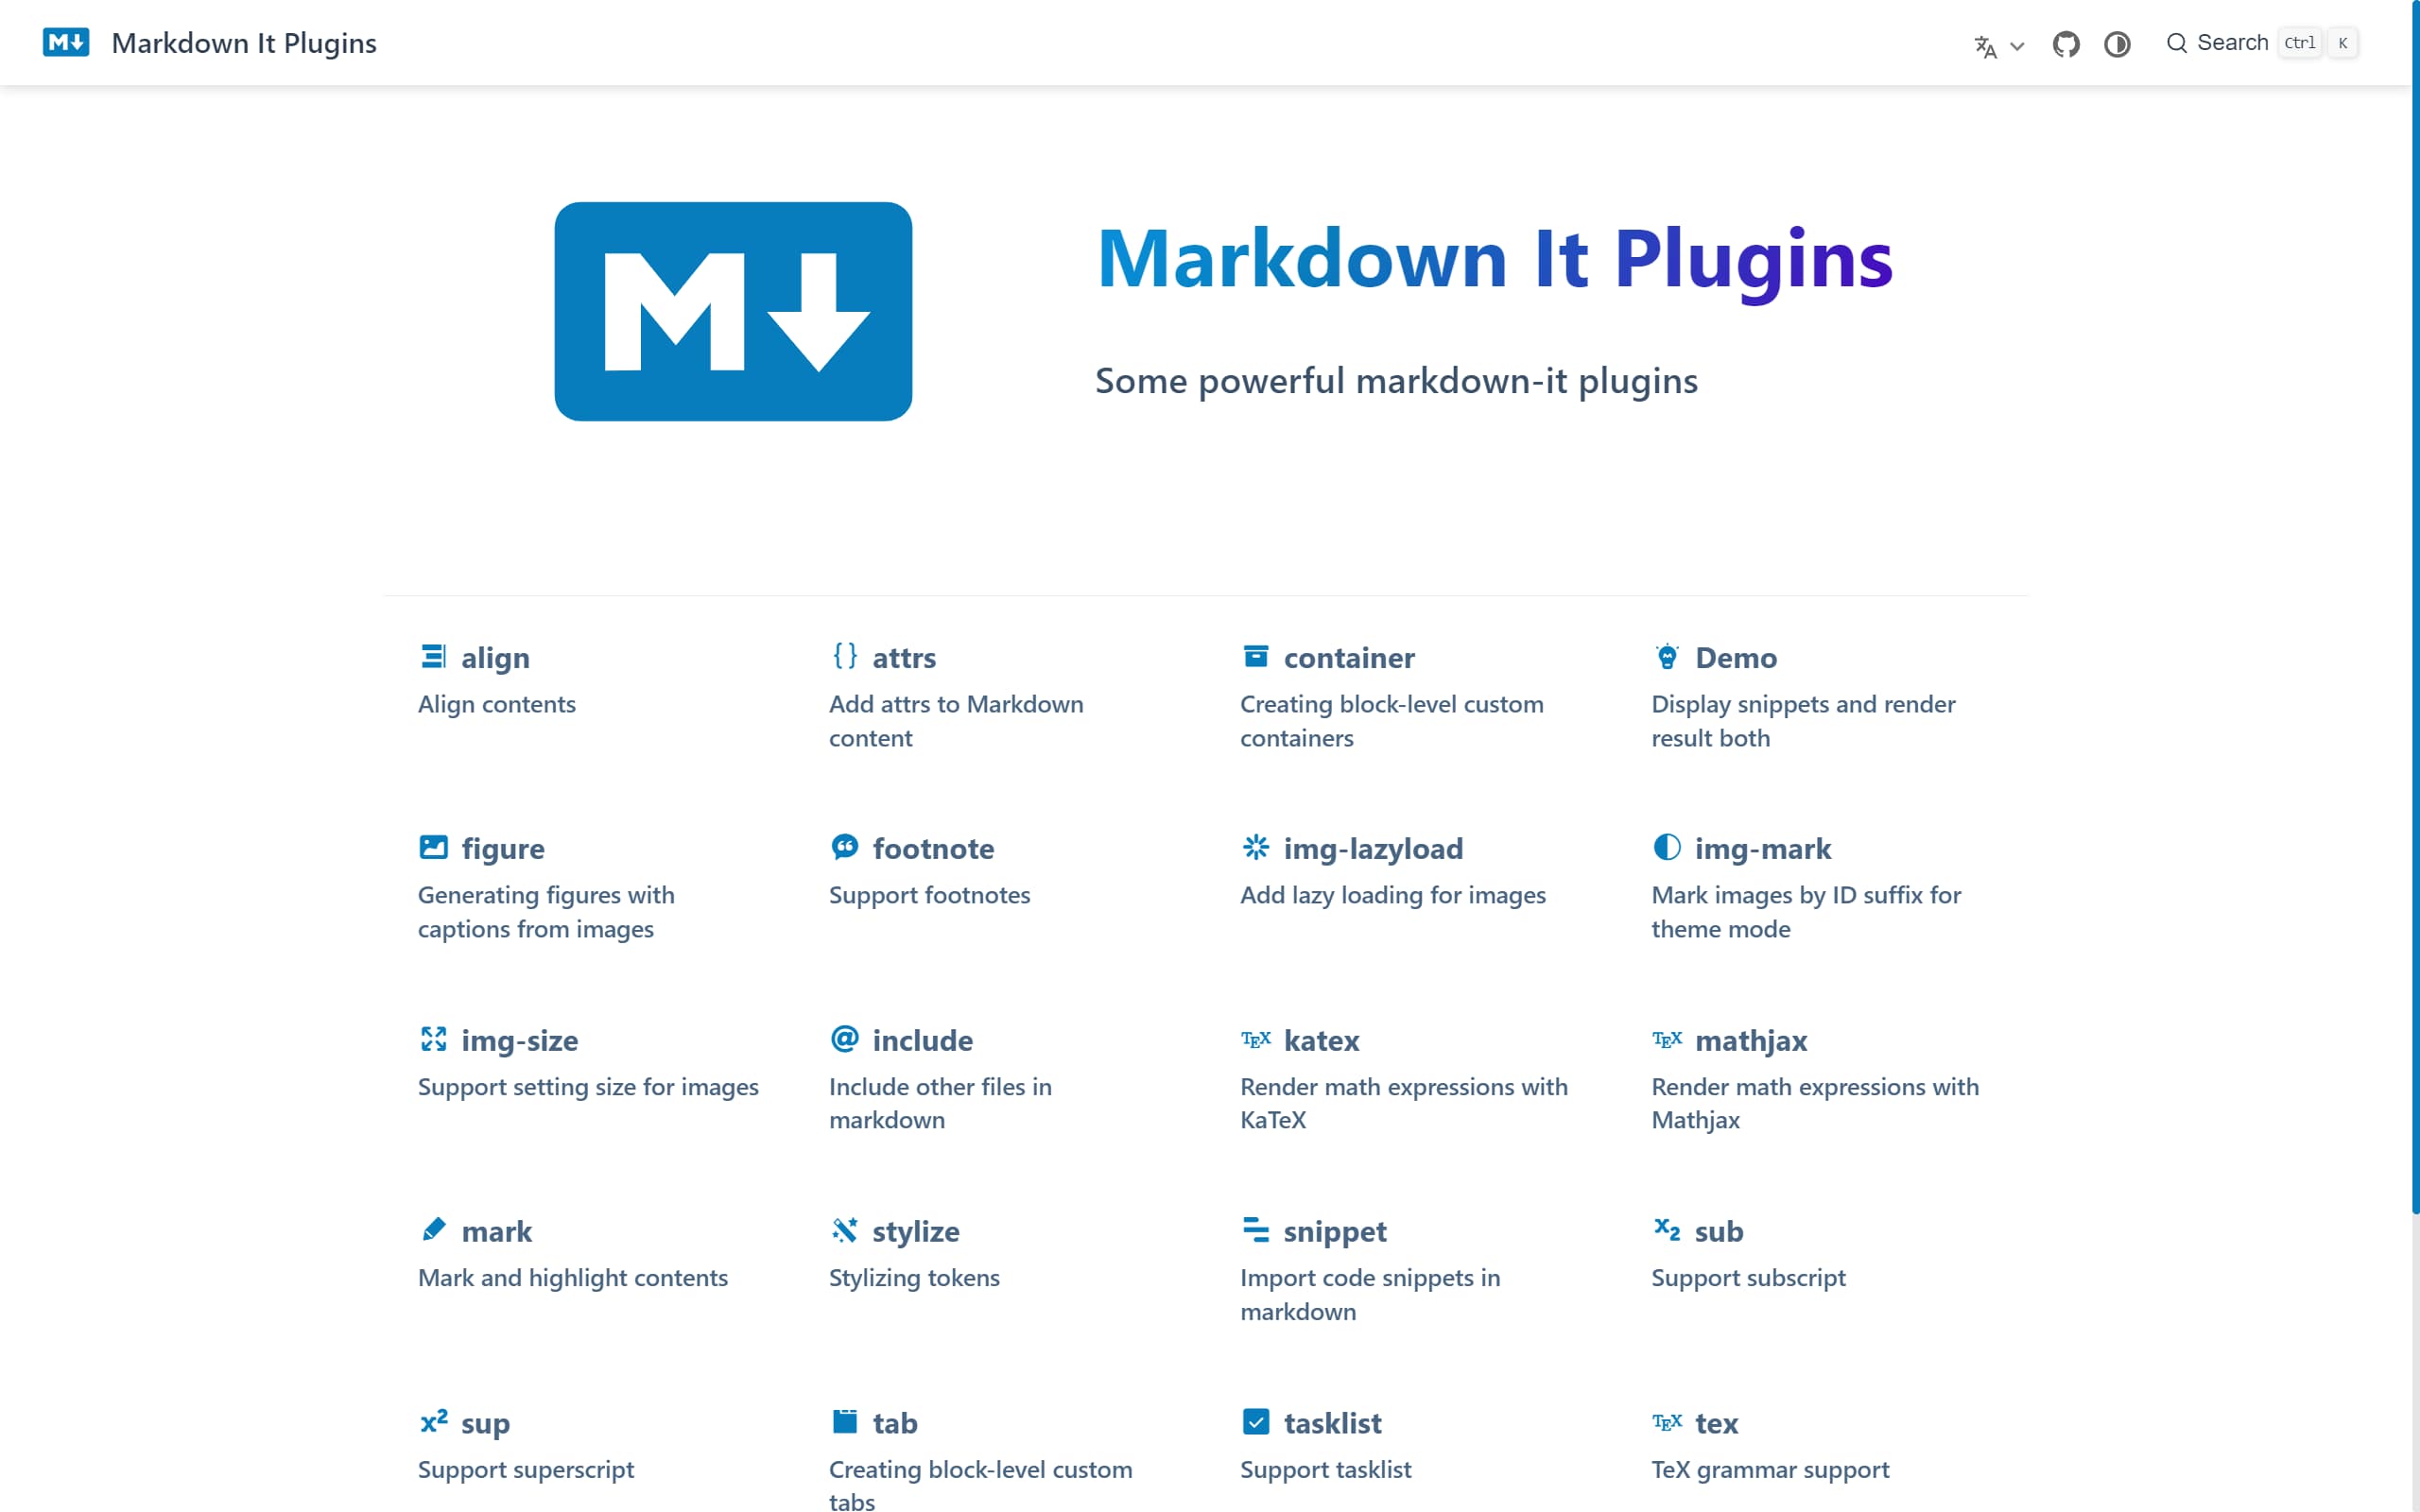 Markdown It Plugins
Search Ctrl K
M
Markdown It Plugins
Some powerful markdown-it plugins
align
Align contents
attrs
Add attrs to Markdown
content
container
Creating block-level custom
containers
Demo
Display snippets and render
result both
figure
Generating figures with
captions from images
footnote
Support footnotes
img-lazyload
Add lazy loading for images
img-mark
Mark images by ID suffix for
theme mode
img-size
Support setting size for images
include
Include other files in
markdown
TEX katex
Render math expressions with
KaTeX
TEX mathjax
Render math expressions with
Mathjax
mark
Mark and highlight contents
stylize
Stylizing tokens
snippet
Import code snippets in
markdown
x₂ sub
Support subscript
x² sup
Support superscript
tab
Creating block-level custom
tabs
tasklist
Support tasklist
TEX tex
TeX grammar support